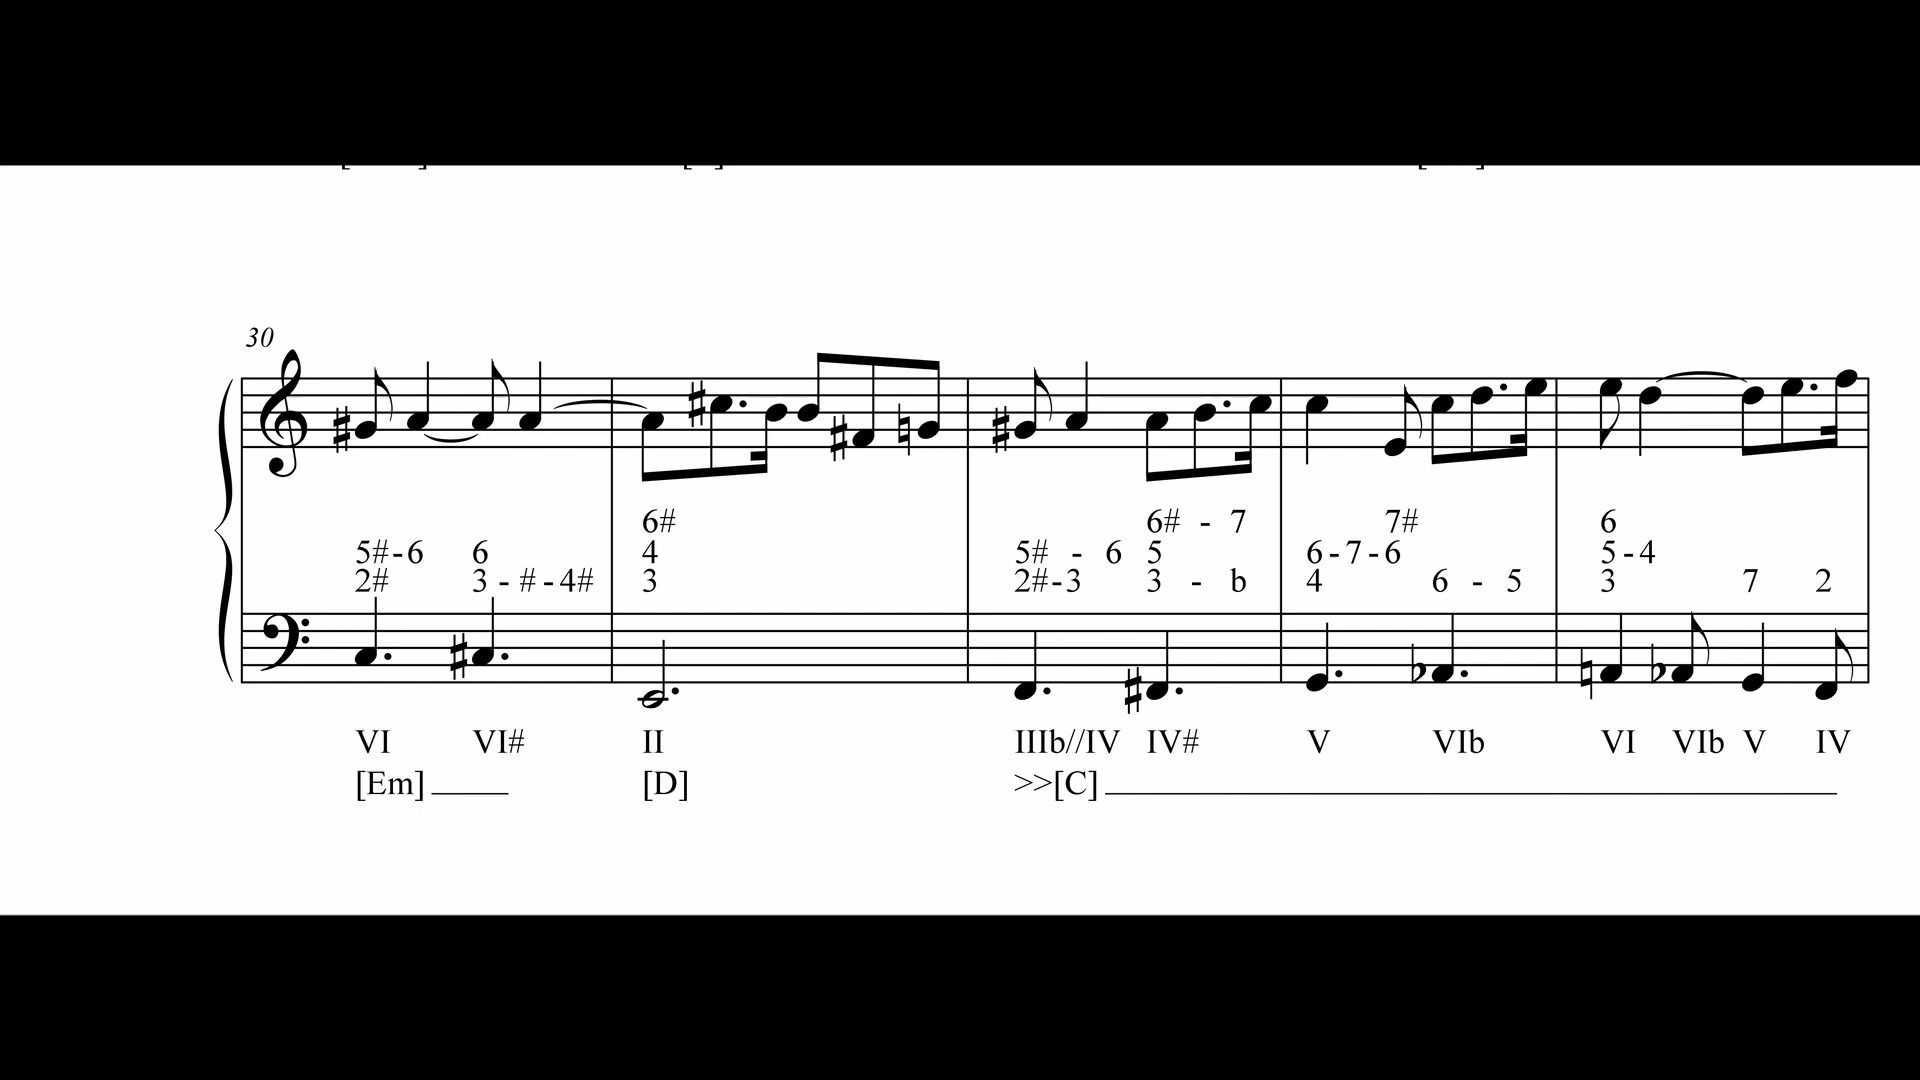 30
6# 6# - 7 7# 6
5#-6 6 4 5# - 6 5 6-7-6 5-4
2# 3-#-4# 3 2#-3 3 - b 4 6 - 5 3 7 2
VI VI# II IIIb//IV IV# V VIb VI VIb V IV
[Em] [D] >>[C]